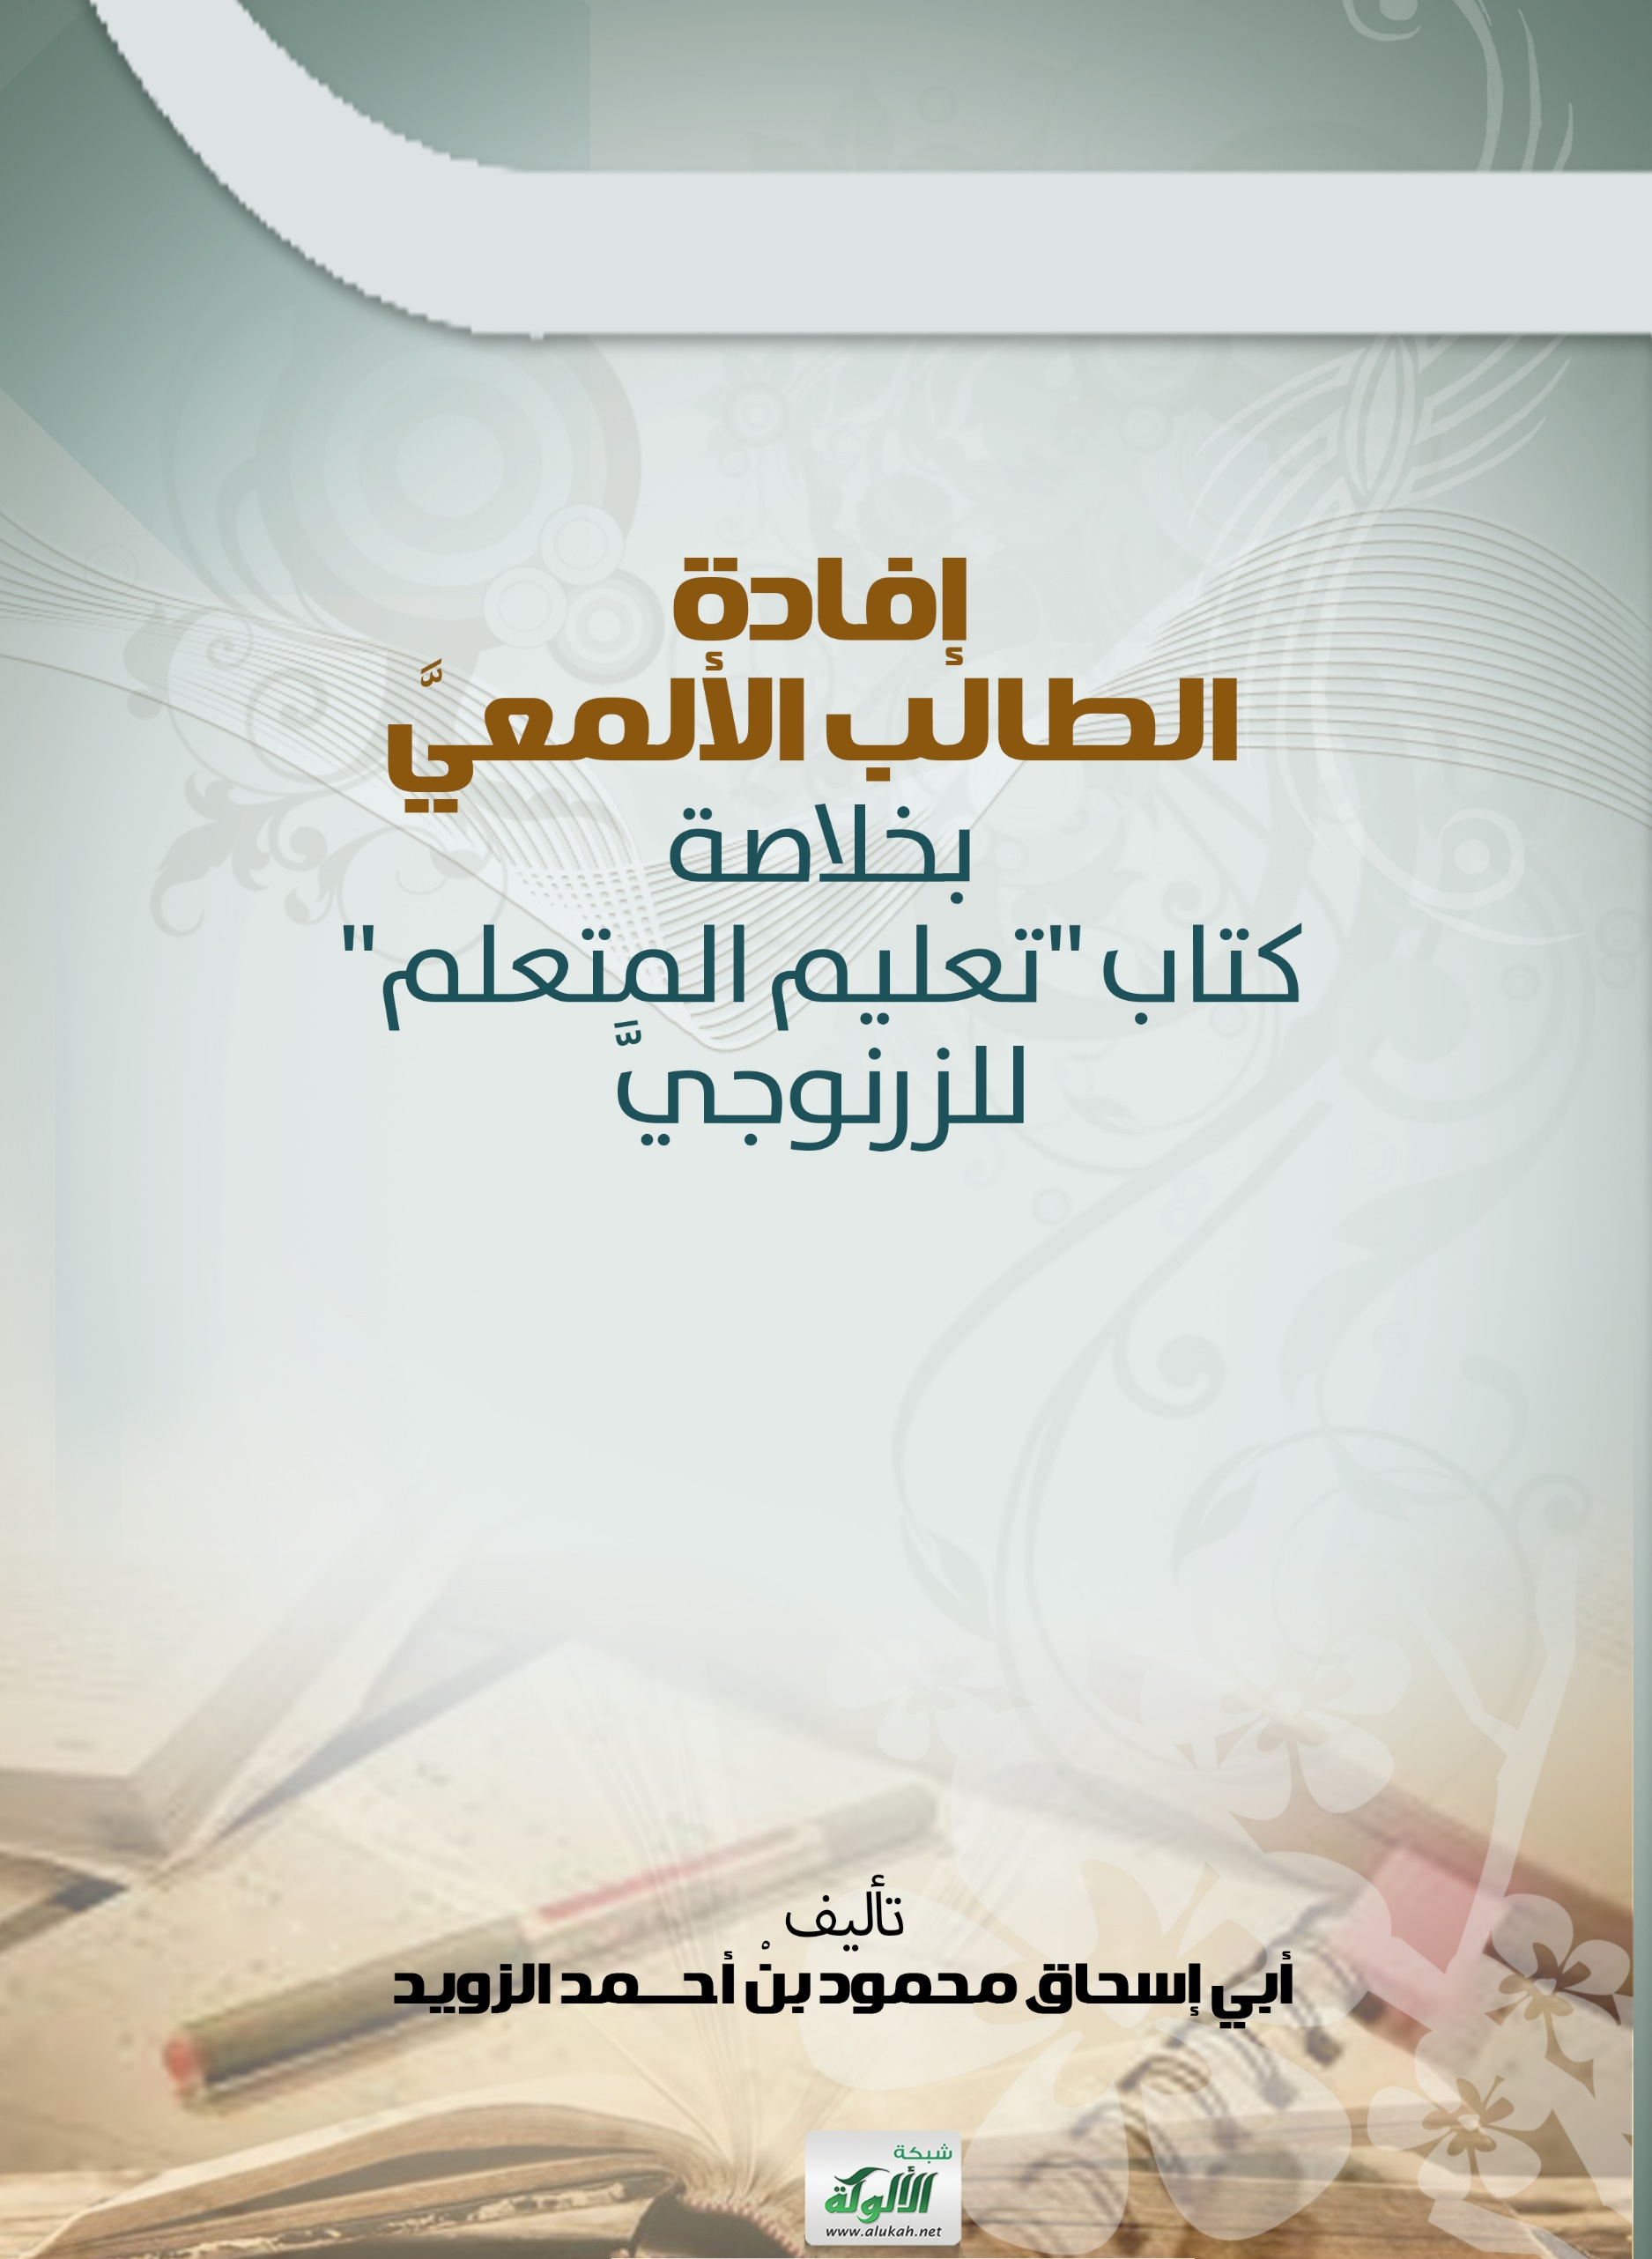 إفادة
الطالب الألمعيَّ
بخلاصة
كتاب "تعليم المتعلم"
للزرنوجيَّ
تأليف
أبي إسحاق محمود بنْ أحـــمد الزويد
شبكة
الألوكة
www.alukah.net